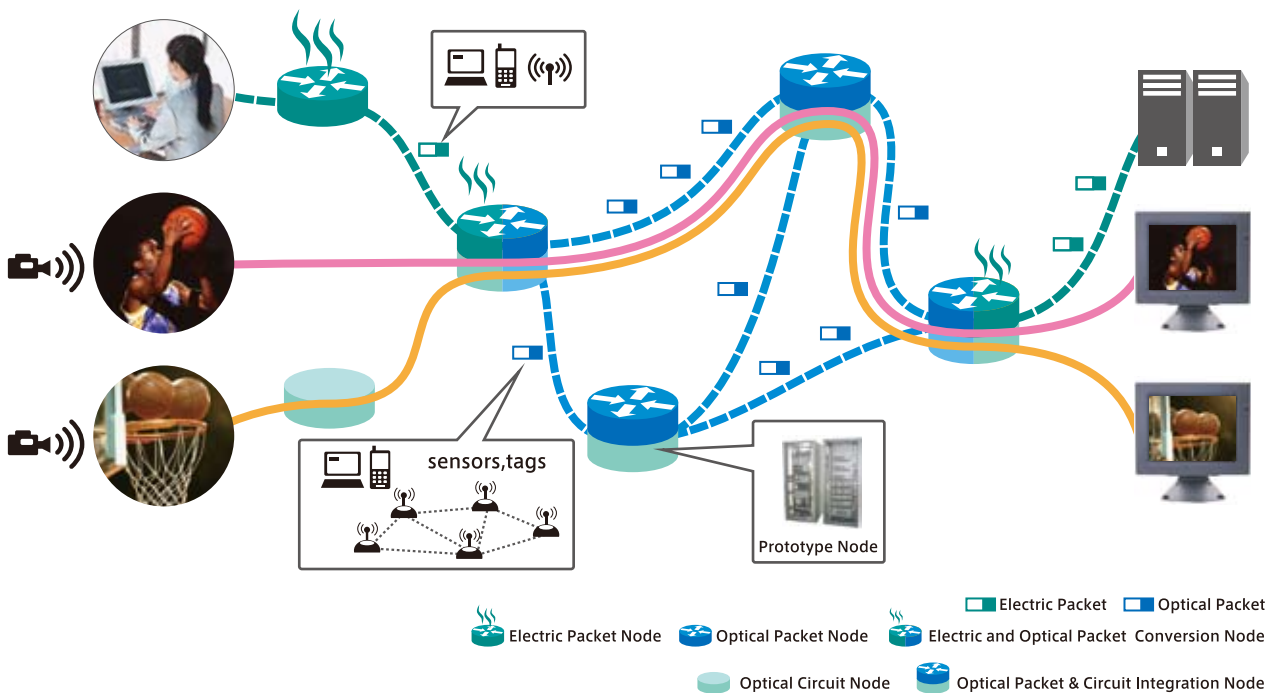 sensors,tags
Prototype Node
Electric Packet
Optical Packet
Electric Packet Node
Optical Packet Node
Electric and Optical Packet Conversion Node
Optical Circuit Node
Optical Packet & Circuit Integration Node